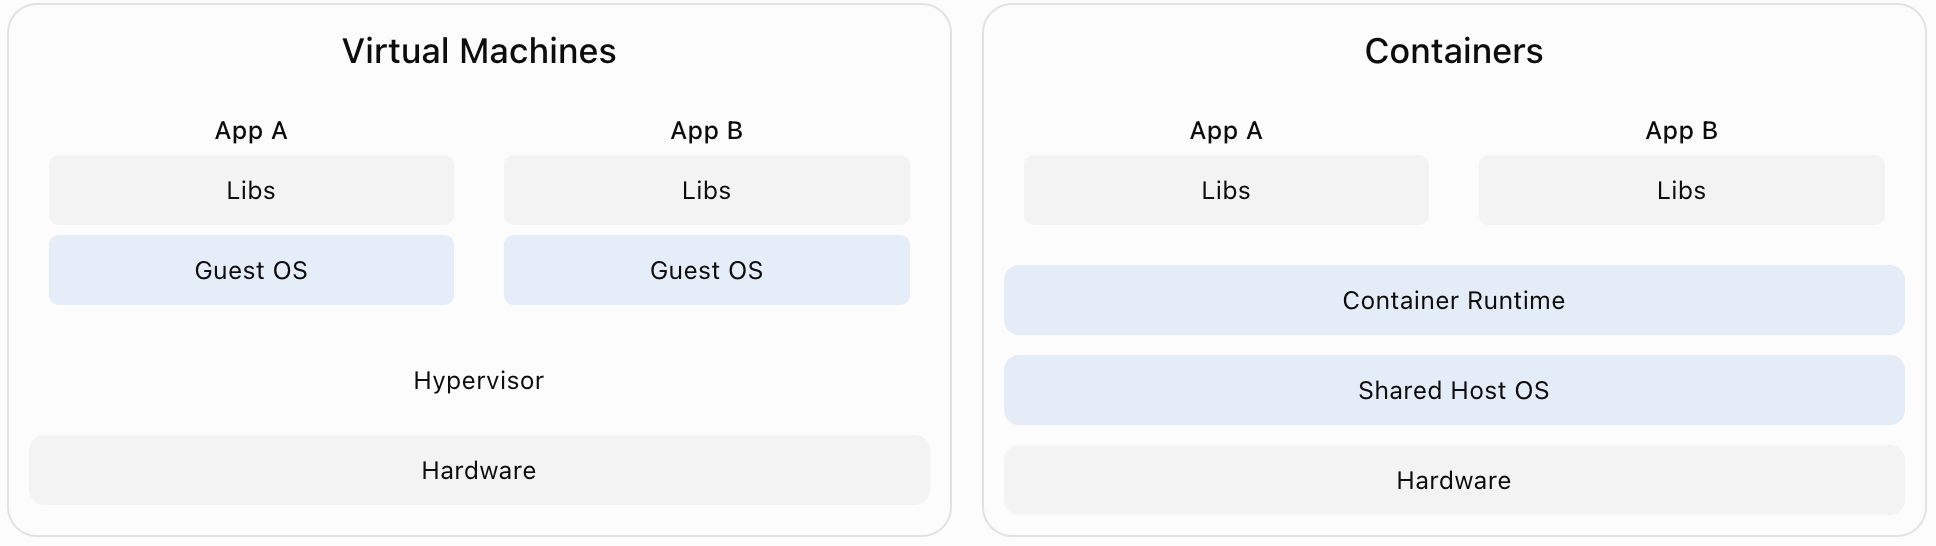 Virtual Machines
App A
App B
Libs
Libs
Guest OS
Guest OS
Hypervisor
Hardware
Containers
App A
App B
Libs
Libs
Container Runtime
Shared Host OS
Hardware